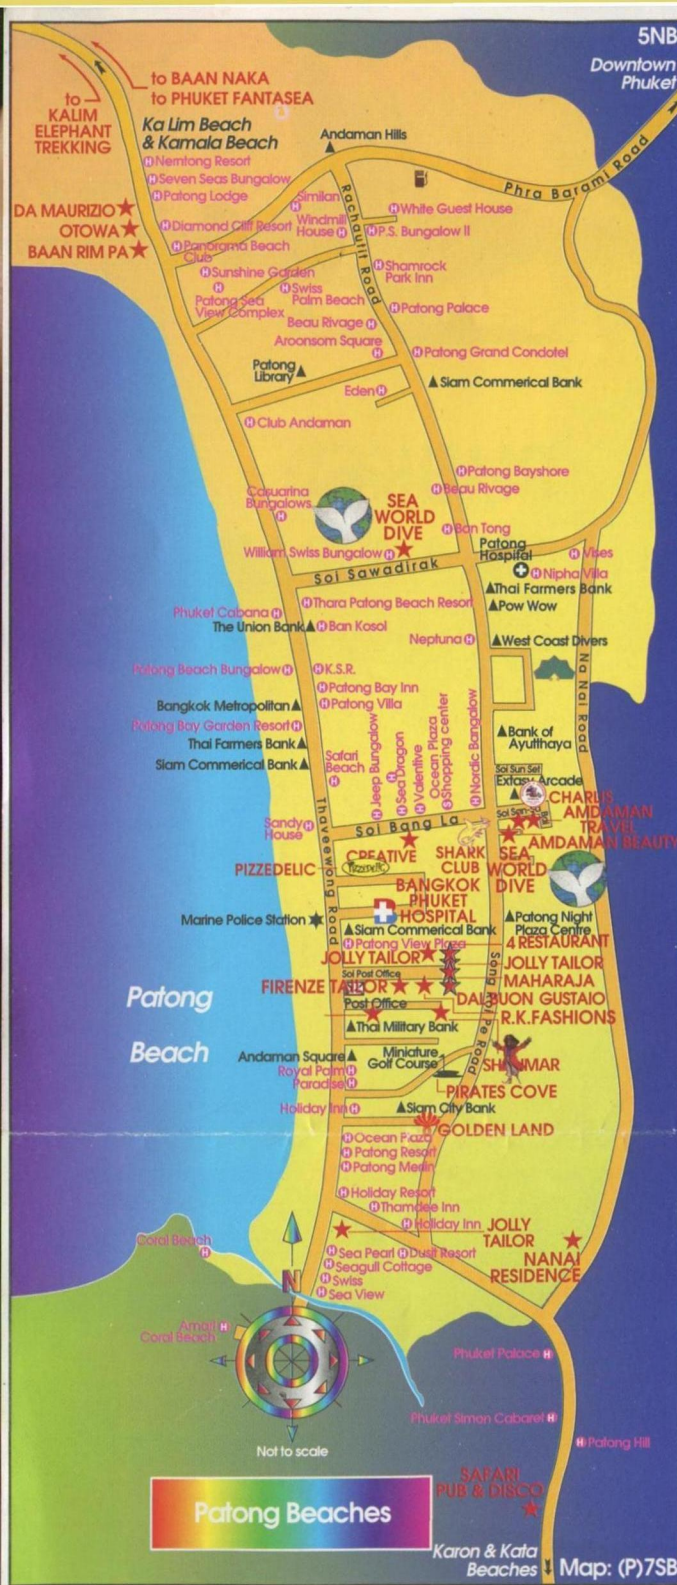 5NB
Downtown
Phuket
to BAAN NAKA
to PHUKET FANTASEA
to
KALIM
ELEPHANT
TREKKING
Ka Lim Beach
& Kamala Beach
Andaman Hills
Phra Barami Road
Nerntong Resort
Seven Seas Bungalow
Patong Lodge
DA MAURIZIO
OTOWA
BAAN RIM PA
Similan
Diamond Cliff Resort
Windmill
House
Rachautit Road
White Guest House
P.S. Bungalow II
Panorama Beach
Club
Sunshine Garden
Shamrock
Park Inn
Patong Sea
View Complex
Swiss
Palm Beach
Patong Palace
Beau Rivage
Aroonsom Square
Patong Grand Condotel
Patong
Library
Siam Commerical Bank
Eden
Club Andaman
Patong Bayshore
Beau Rivage
Casuarina
Bungalows
SEA
WORLD
DIVE
Ban Tong
Patong
Hospital
Vises
William Swiss Bungalow
Soi Sawadirak
Nipha Villa
Thai Farmers Bank
Pow Wow
Thara Patong Beach Resort
Phuket Cabana
The Union Bank
Ban Kosol
Neptuna
West Coast Divers
Na Nai Road
Patong Beach Bungalow
K.S.R.
Patong Bay Inn
Bangkok Metropolitan
Patong Villa
Patong Bay Garden Resort
Thai Farmers Bank
Siam Commerical Bank
Safari
Beach
Jeep Bungalow
Sea Dragon
Valentive
Ocean Plaza
Shopping center
Nordic Bangalow
Bank of
Ayutthaya
Soi Sun Set
Extasy Arcade
CHARLIS
AMDAMAN
TRAVEL
AMDAMAN BEAUTY
Thaveewong Road
Sandy
House
Soi Bang La
CREATIVE
SHARK
CLUB
SEA
WORLD
DIVE
PIZZEDELIC
Pizzedelic
BANGKOK
PHUKET
HOSPITAL
Marine Police Station
Siam Commerical Bank
Patong Night
Plaza Centre
Patong View Plaza
4 RESTAURANT
JOLLY TAILOR
JOLLY TAILOR
Soi Post Office
MAHARAJA
FIRENZE TAILOR
DALBUON GUSTAIO
Post Office
R.K.FASHIONS
Song Roi Pe Road
Patong
Beach
Thai Military Bank
Andaman Square
Miniature
Golf Course
Royal Palm
Paradise
PIRATES COVE
Holiday Inn
Siam City Bank
GOLDEN LAND
Ocean Plaza
Patong Resort
Patong Merlin
Holiday Resort
Thamdee Inn
Holiday Inn
JOLLY
TAILOR
Coral Beach
Sea Pearl
Dusit Resort
NANAI
RESIDENCE
Seagull Cottage
Swiss
Sea View
N
Amari
Coral Beach
Phuket Palace
Phuket Simon Cabaret
Patong Hill
Not to scale
SAFARI
PUB & DISCO
Patong Beaches
Karon & Kata
Beaches
Map: (P)7SB